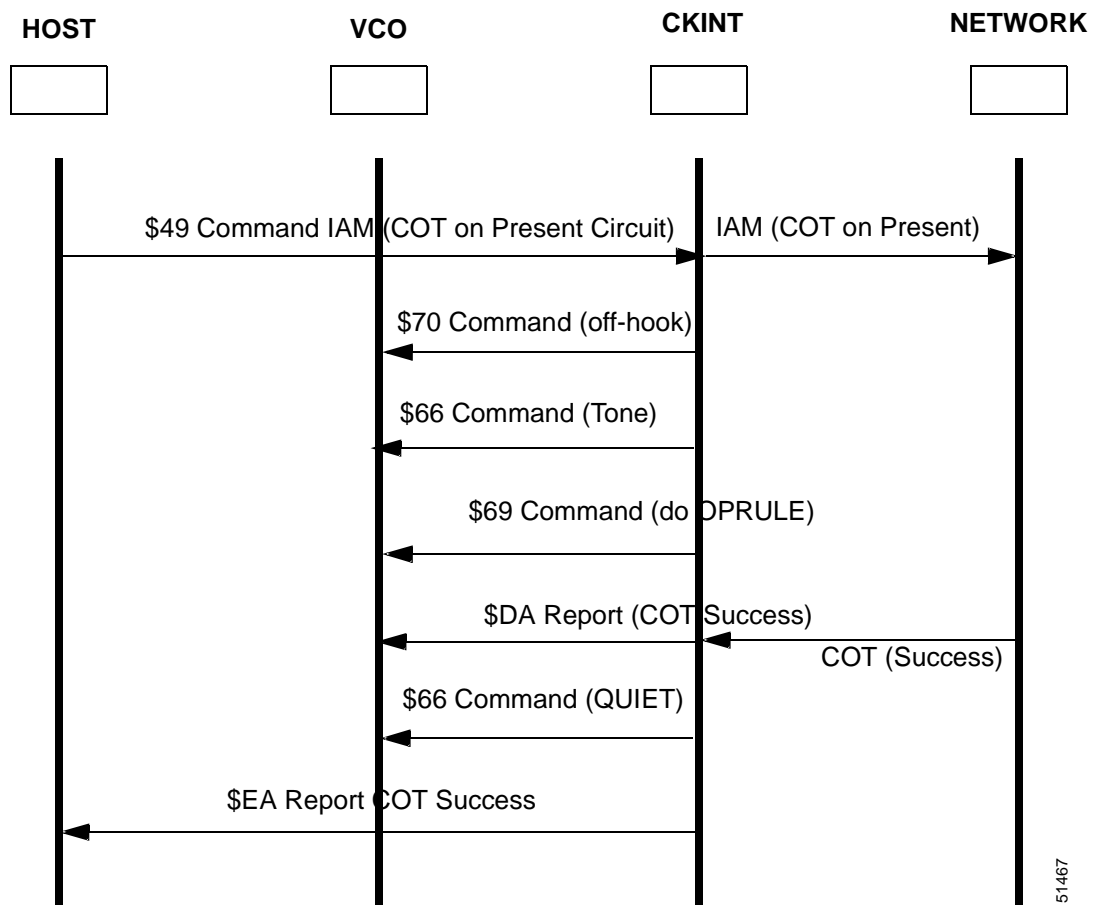 HOST
VCO
CKINT
NETWORK
$49 Command IAM (COT on Present Circuit)
IAM (COT on Present)
$70 Command (off-hook)
$66 Command (Tone)
$69 Command (do OPRULE)
$DA Report (COT Success)
COT (Success)
$66 Command (QUIET)
$EA Report COT Success
51467